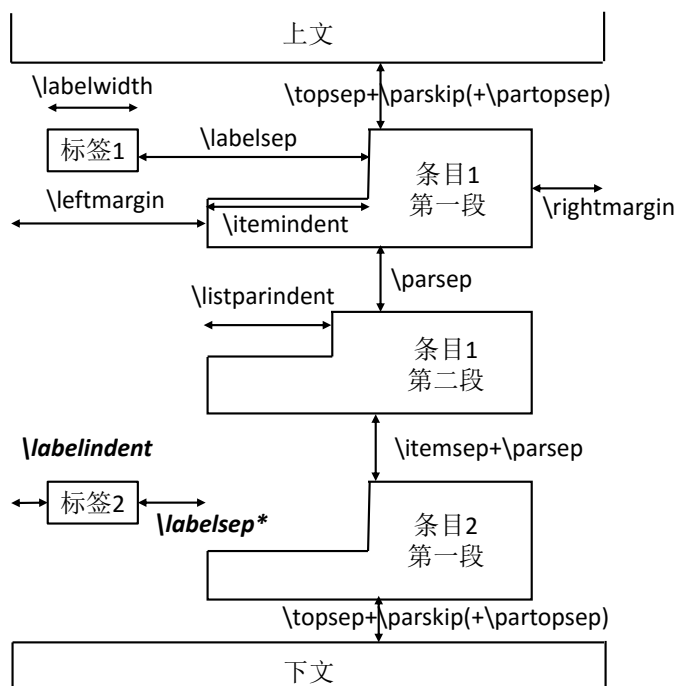 上文
\labelwidth
\topsep+\parskip(+\partopsep)
标签1
\labelsep
条目1
第一段
\leftmargin
\itemindent
\rightmargin
\parsep
\listparindent
条目1
第二段
\labelindent
\itemsep+\parsep
标签2
\labelsep*
条目2
第一段
\topsep+\parskip(+\partopsep)
下文